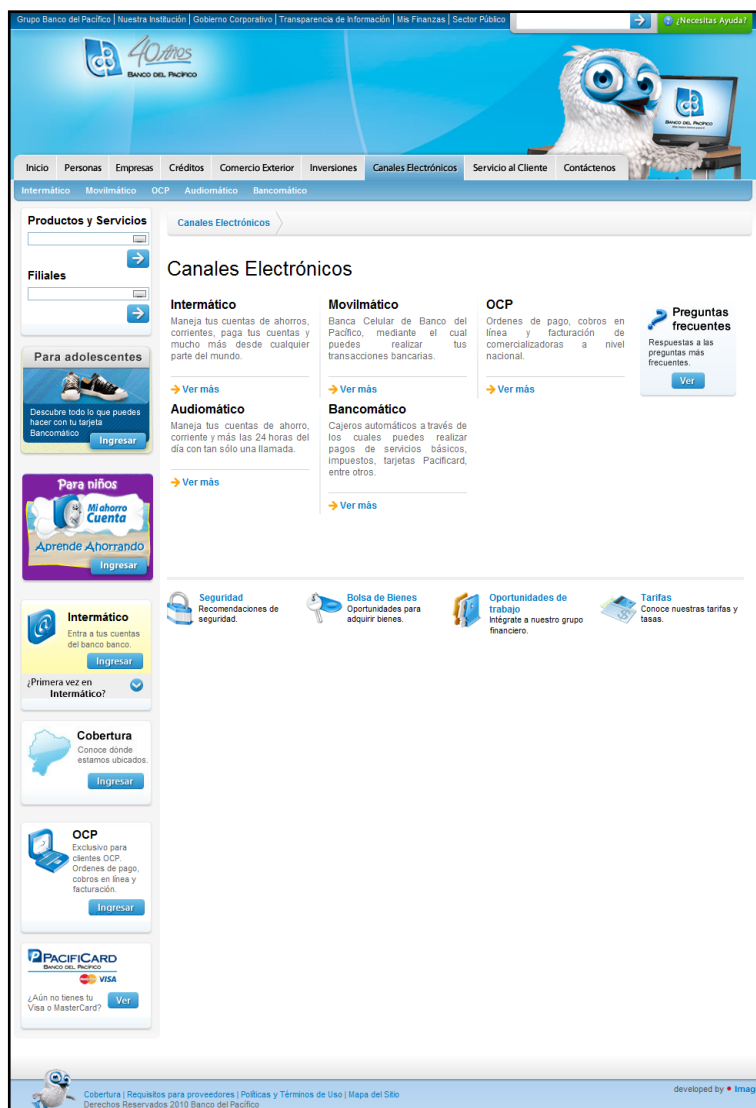 Grupo Banco del Pacífico | Nuestra Institución | Gobierno Corporativo | Transparencia de Información | Mis Finanzas | Sector Público
¿Necesitas Ayuda?
40 Años
BANCO DEL PACÍFICO
BANCO DEL PACÍFICO
Inicio Personas Empresas Créditos Comercio Exterior Inversiones Canales Electrónicos Servicio al Cliente Contáctenos
Intermático Movilmático OCP Audiomático Bancomático
Productos y Servicios
Filiales
Canales Electrónicos
Canales Electrónicos
Intermático
Maneja tus cuentas de ahorros,
corrientes, paga tus cuentas y
mucho más desde cualquier
parte del mundo.
Ver más
Movilmático
Banca Celular de Banco del
Pacífico, mediante el cual
puedes realizar tus
transacciones bancarias.
Ver más
OCP
Ordenes de pago, cobros en
línea y facturación de
comercializadoras a nivel
nacional.
Ver más
Preguntas
frecuentes
Respuestas a las
preguntas más
frecuentes.
Ver
Audiomático
Maneja tus cuentas de ahorro,
corriente y más las 24 horas del
día con tan sólo una llamada.
Ver más
Bancomático
Cajeros automáticos a través de
los cuales puedes realizar
pagos de servicios básicos,
impuestos, tarjetas Pacificard,
entre otros.
Ver más
Para adolescentes
Descubre todo lo que puedes
hacer con tu tarjeta
Bancomático
Ingresar
Para niños
Mi ahorro
Cuenta
Aprende Ahorrando
Ingresar
Seguridad
Recomendaciones de
seguridad.
Bolsa de Bienes
Oportunidades para
adquirir bienes.
Oportunidades de
trabajo
Intégrate a nuestro grupo
financiero.
Tarifas
Conoce nuestras tarifas y
tasas.
Intermático
Entra a tus cuentas
del banco banco.
Ingresar
¿Primera vez en
Intermático?
Cobertura
Conoce dónde
estamos ubicados.
Ingresar
OCP
Exclusivo para
clientes OCP.
Ordenes de pago,
cobros en línea y
facturación.
Ingresar
PACIFICARD
BANCO DEL PACIFICO
VISA
¿Aún no tienes tu
Visa o MasterCard?
Ver
Cobertura | Requisitos para proveedores | Políticas y Términos de Uso | Mapa del Sitio
Derechos Reservados 2010 Banco del Pacífico
developed by • Imag